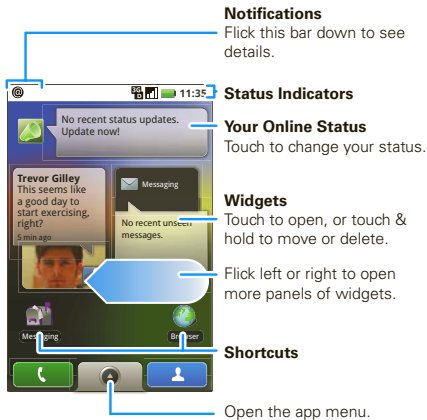 Notifications
Flick this bar down to see
details.
@
3G
11:35
Status Indicators
No recent status updates.
Update now!
Your Online Status
Touch to change your status.
Trevor Gilley
This seems like
a good day to
start exercising,
right?
5 min ago
Messaging
No recent unseen
messages.
Widgets
Touch to open, or touch &
hold to move or delete.
Flick left or right to open
more panels of widgets.
Messaging
Browser
Shortcuts
Open the app menu.